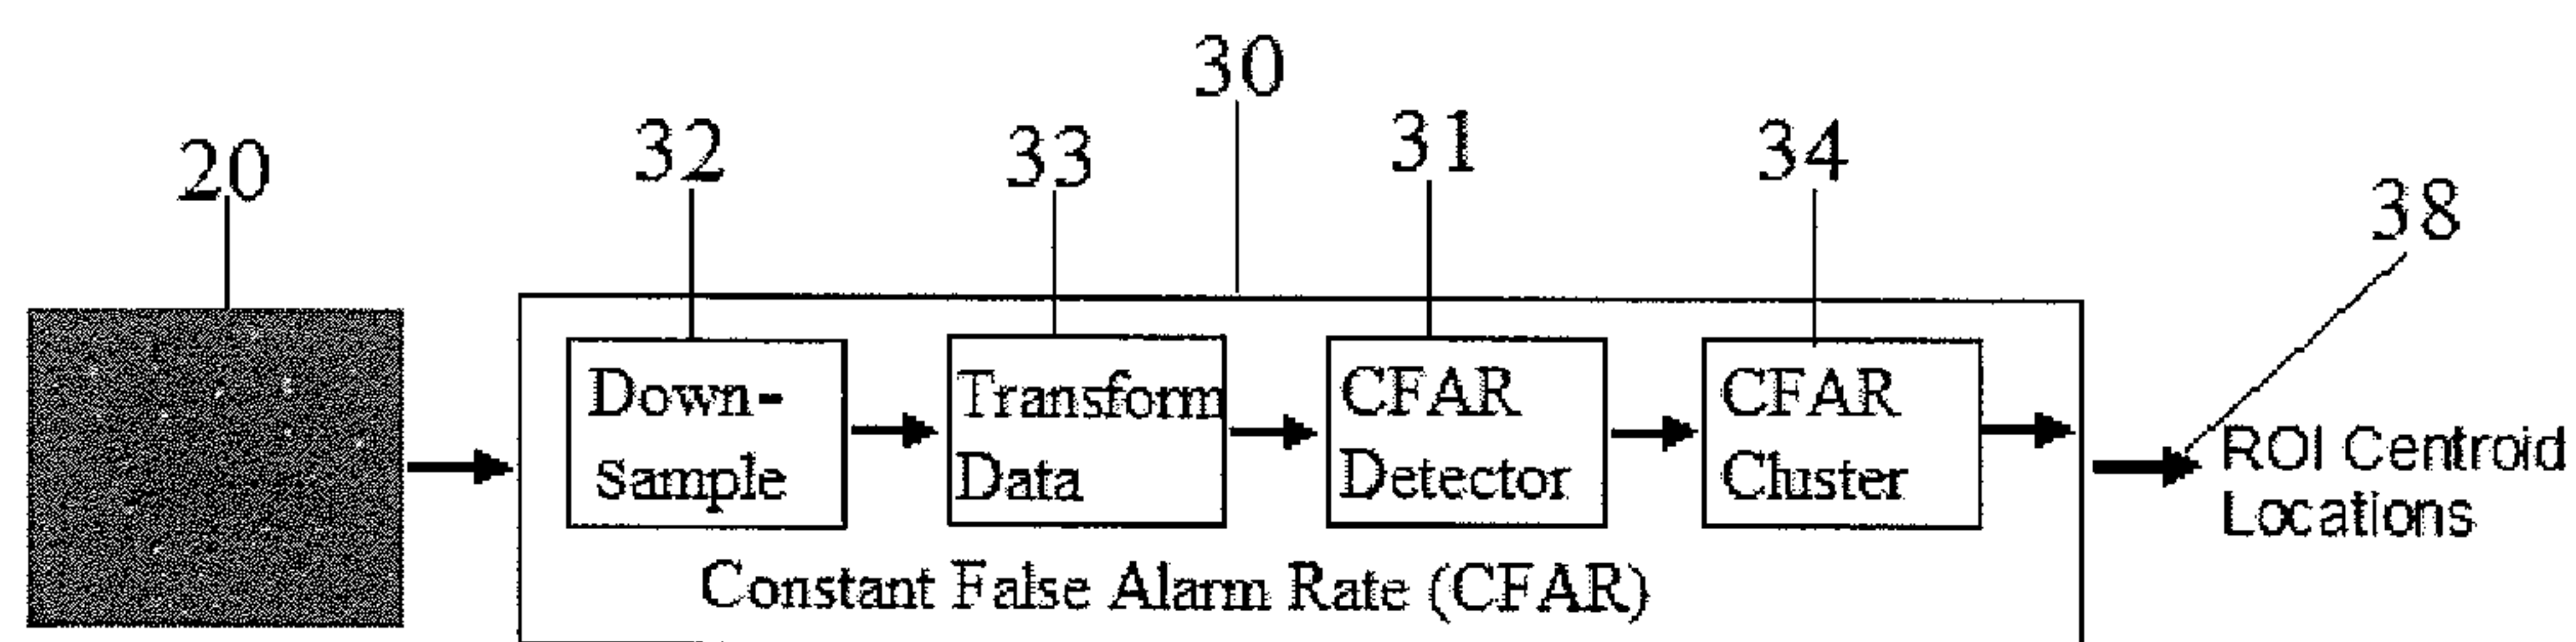 30
32
31
34
33
20
38
Down-
Sample
Transform
Data
CFAR
Detector
CFAR
Cluster
ROI Centroid
Locations
Constant False Alarm Rate (CFAR)